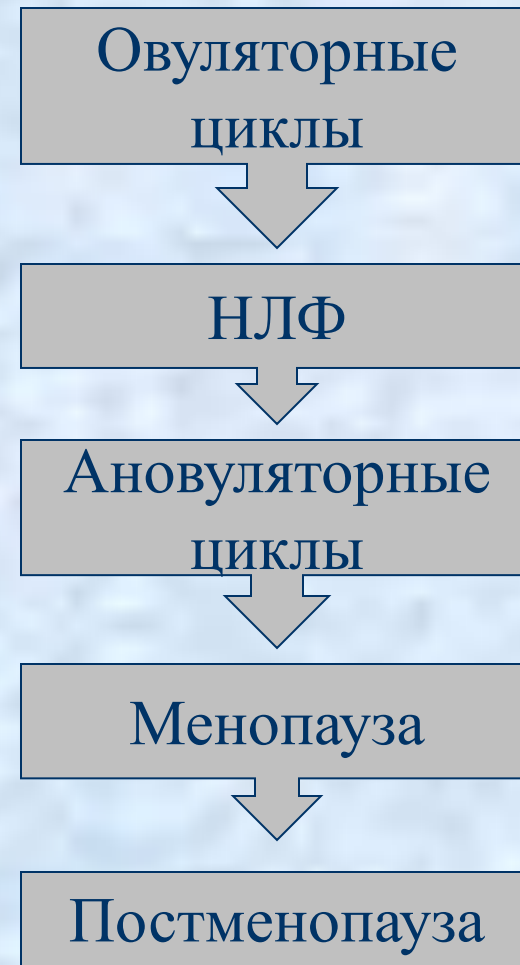 Овуляторные
циклы
НЛФ
Ановуляторные
циклы
Менопауза
Постменопауза